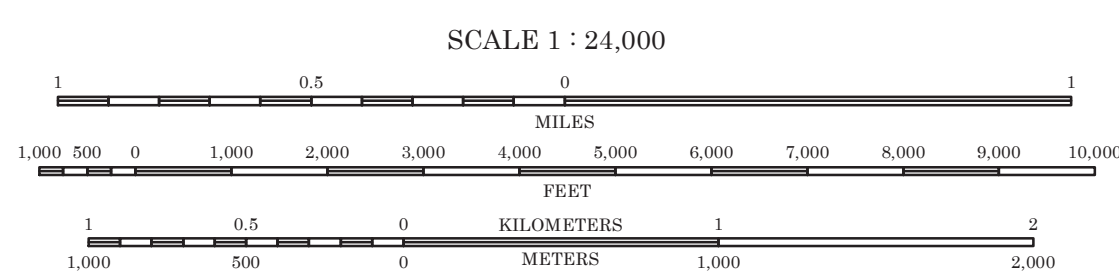 SCALE 1 : 24,000
1 0.5 0 1
MILES
1,000 500 0 1,000 2,000 3,000 4,000 5,000 6,000 7,000 8,000 9,000 10,000
FEET
1 0.5 0 KILOMETERS 1 2
1,000 500 0 METERS 1,000 2,000